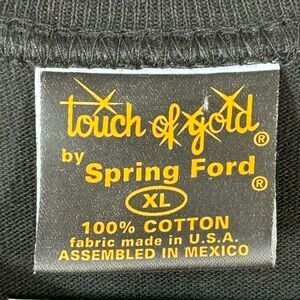 touch of gold®
by
Spring Ford®
XL
100% COTTON
fabric made in U.S.A.
ASSEMBLED IN MEXICO